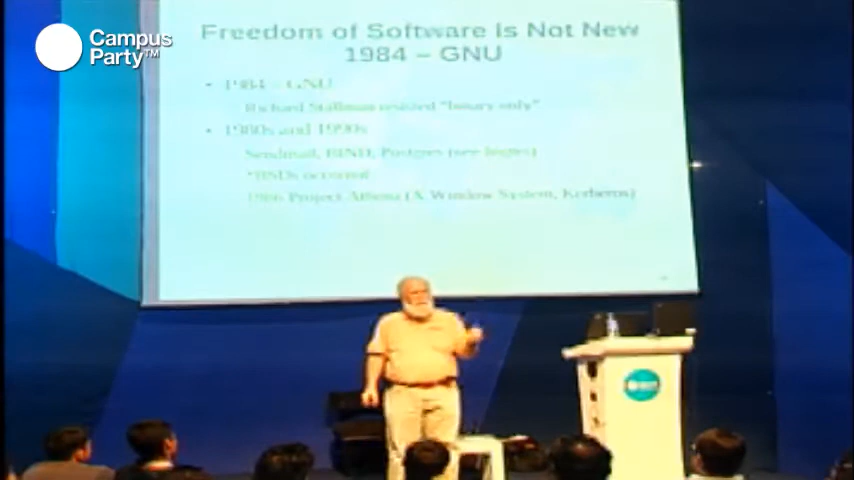 Campus
Party™
Freedom of Software Is Not New
1984 – GNU
• 1984 – GNU
Richard Stallman resisted "binary only"
• 1980s and 1990s
Sendmail, BIND, Postgres (see Ingres)
*BSDs occurred
1986 Project Athena (X Window System, Kerberos)